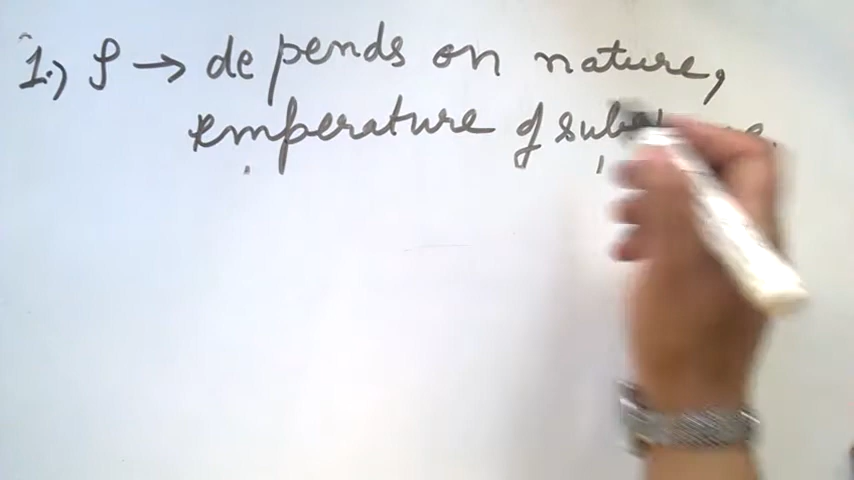 1.) ρ → depends on nature,
temperature of